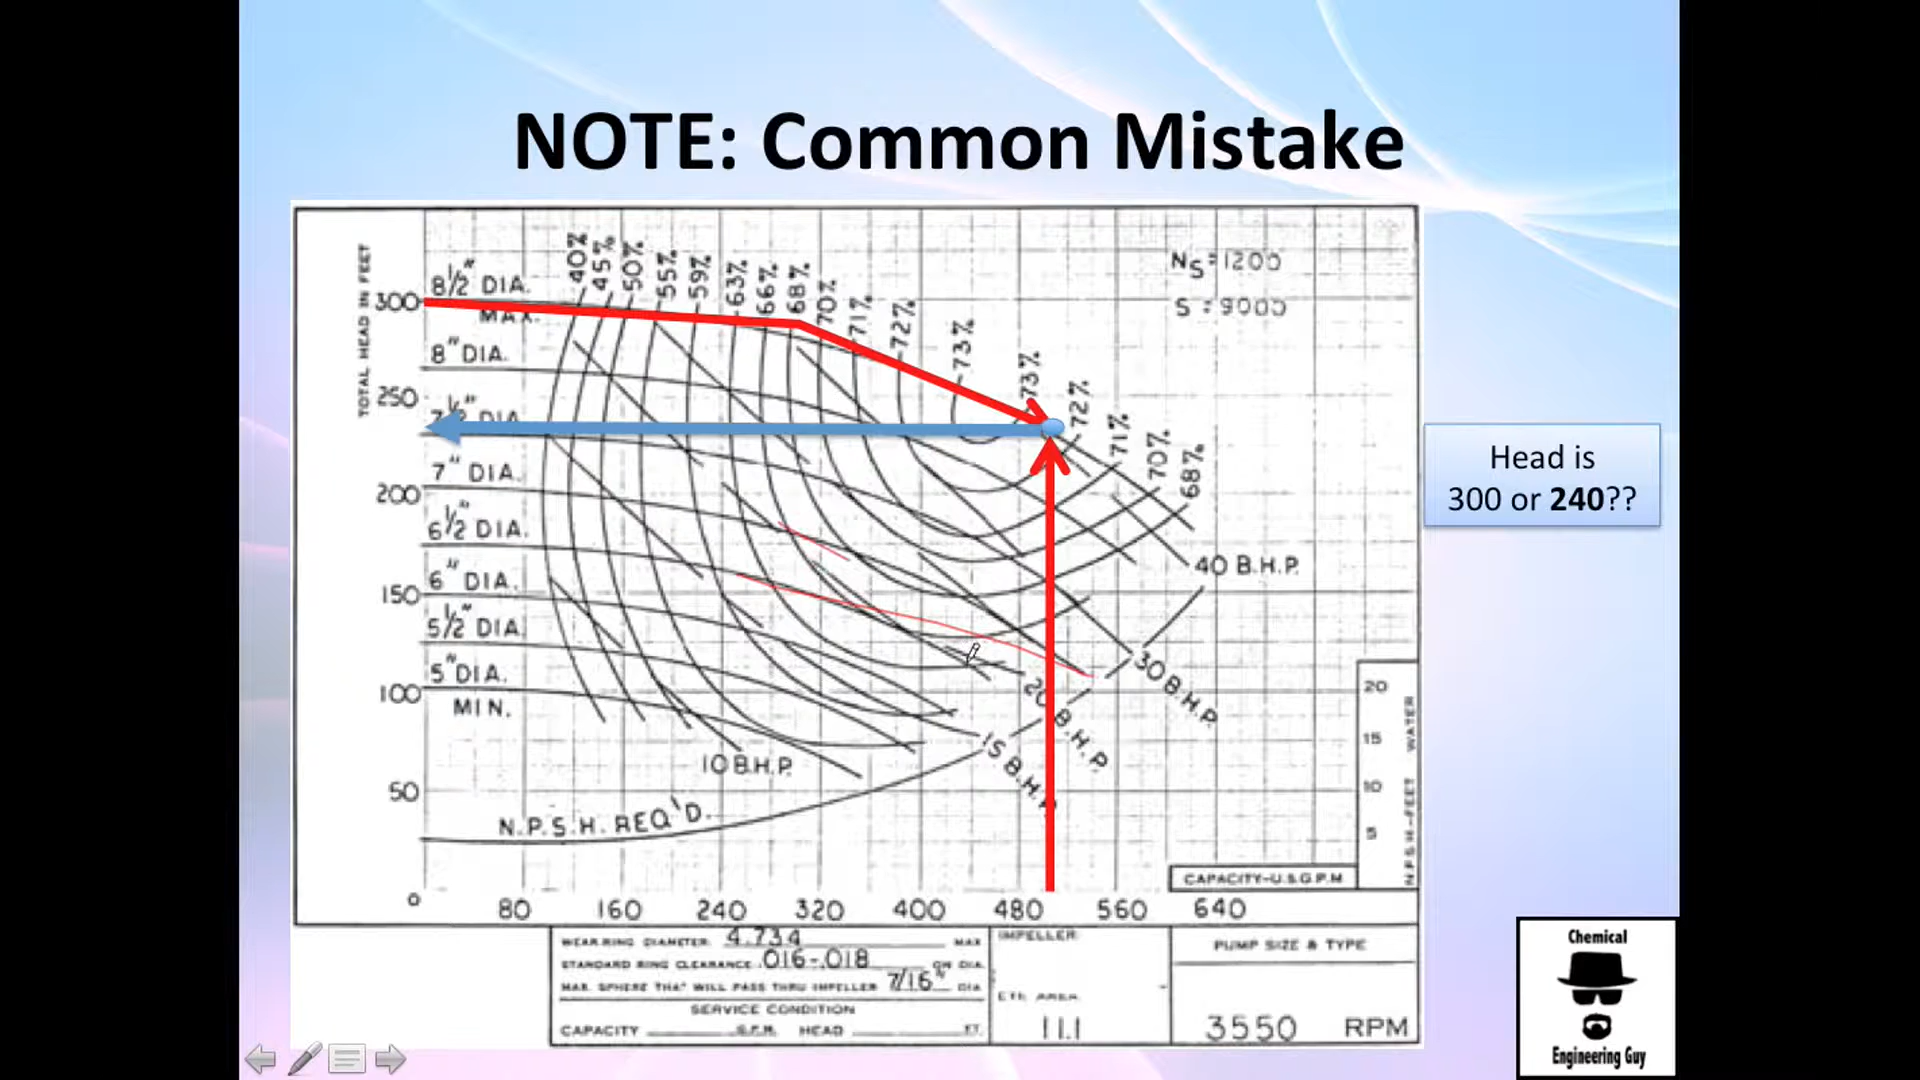 NOTE: Common Mistake
TOTAL HEAD IN FEET
300
250
200
150
100
50
0
8½" DIA.
MAX.
8" DIA.
7½" DIA
7" DIA.
6½" DIA.
6" DIA.
5½" DIA.
5" DIA.
MIN.
40%
45%
50%
55%
59%
63%
66%
68%
70%
71%
72%
73%
73%
72%
71%
70%
68%
NS=1200
S=9000
40 B.H.P.
30 B.H.P.
20 B.H.P.
15 B.H.P.
10 B.H.P.
N.P.S.H. REQ'D.
20
15
10
5
N.P.S.H-FEET WATER
CAPACITY-U.S.G.P.M
80 160 240 320 400 480 560 640
WEAR RING DIAMETER 4.734 MAX
STANDARD RING CLEARANCE .016-.018 ON DIA.
MAX. SPHERE THAT WILL PASS THRU IMPELLER 7/16" DIA
SERVICE CONDITION
CAPACITY G.P.M. HEAD FT.
IMPELLER
EYE AREA
11.1
PUMP SIZE & TYPE
3550 RPM
Head is
300 or 240??
Chemical
Engineering Guy